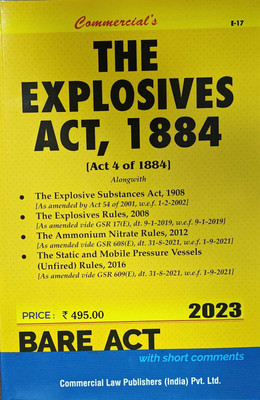 Commercial's
E-17
THE
EXPLOSIVES
ACT, 1884
[Act 4 of 1884]
Alongwith
• The Explosive Substances Act, 1908
[As amended by Act 54 of 2001, w.e.f. 1-2-2002]
• The Explosives Rules, 2008
[As amended vide GSR 17(E), dt. 9-1-2019, w.e.f. 9-1-2019]
• The Ammonium Nitrate Rules, 2012
[As amended vide GSR 608(E), dt. 31-8-2021, w.e.f. 1-9-2021]
• The Static and Mobile Pressure Vessels
(Unfired) Rules, 2016
[As amended vide GSR 609(E), dt. 31-8-2021, w.e.f. 1-9-2021]
PRICE : ₹ 495.00
2023
BARE ACT
with short comments
Commercial Law Publishers (India) Pvt. Ltd.